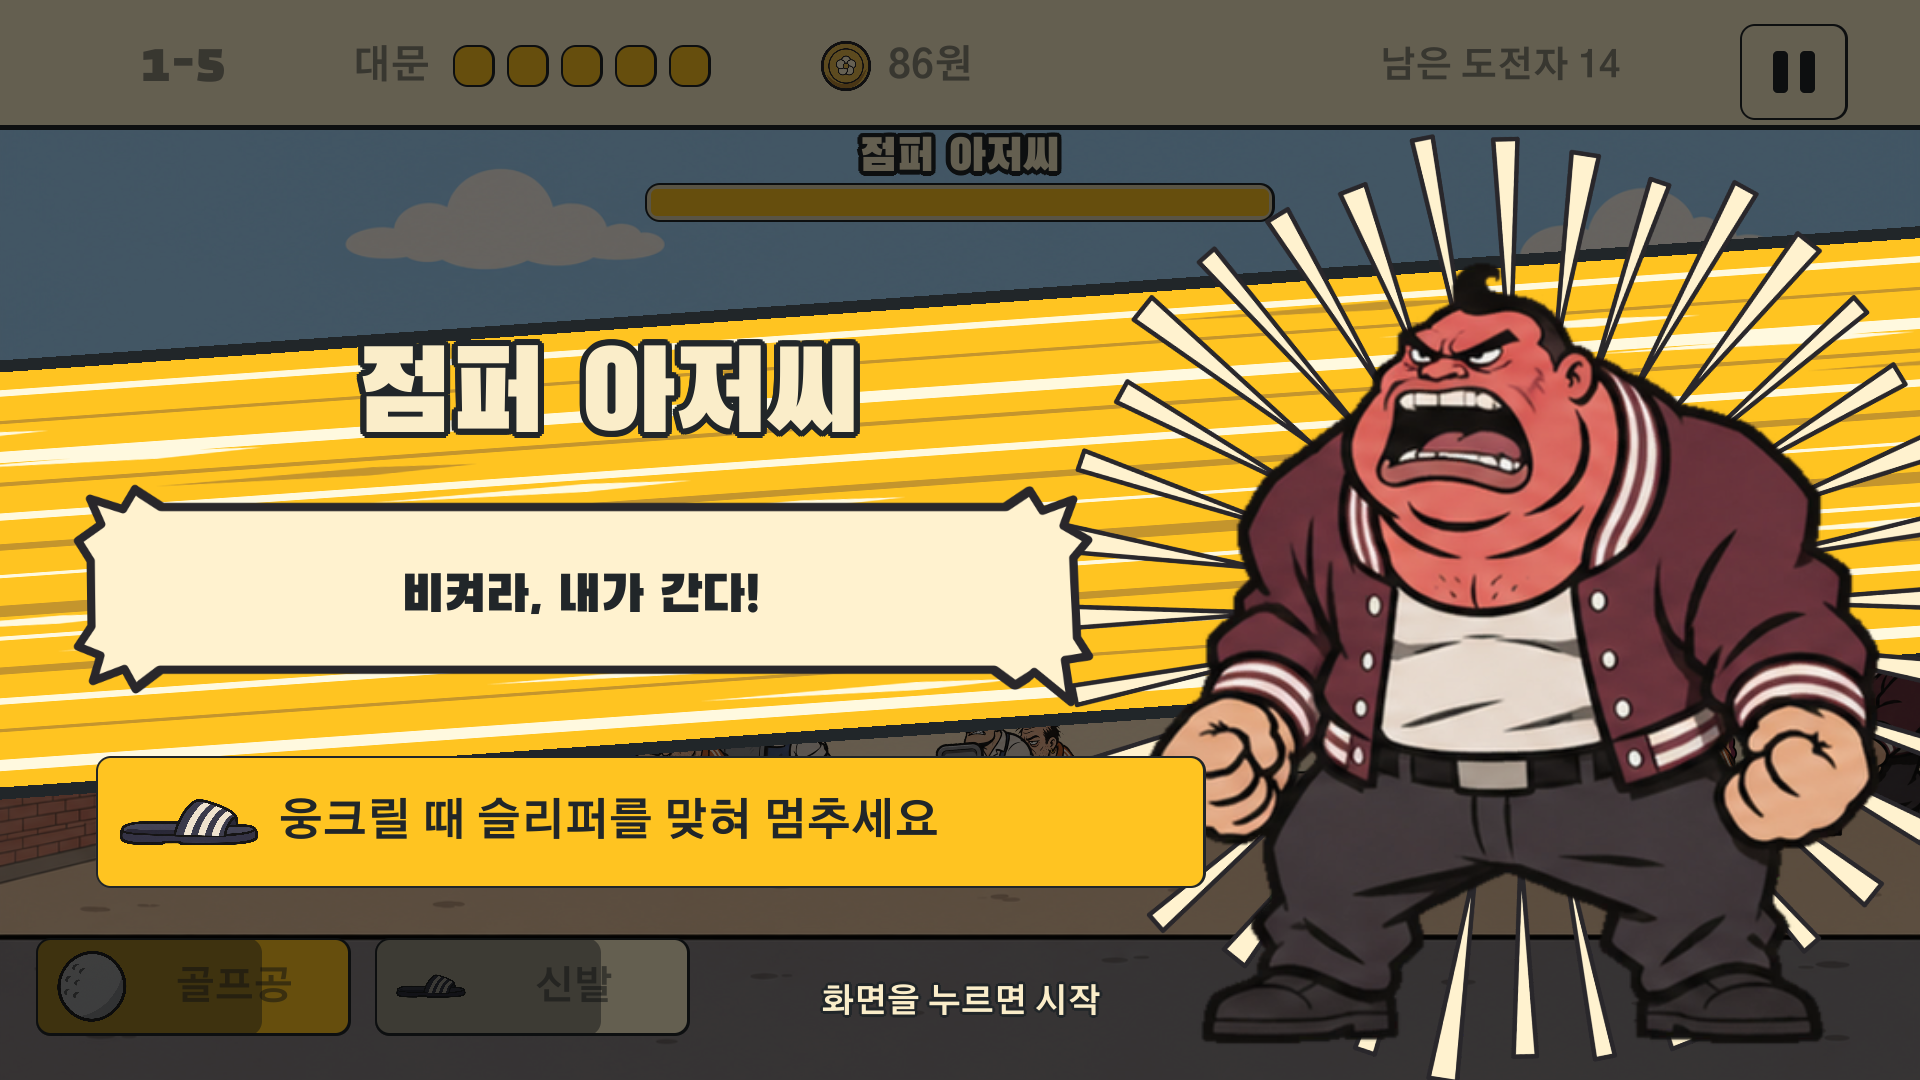 1-5 대문 86원 남은 도전자 14
점퍼 아저씨
점퍼 아저씨
비켜라, 내가 간다!
웅크릴 때 슬리퍼를 맞혀 멈추세요
골프공 신발
화면을 누르면 시작